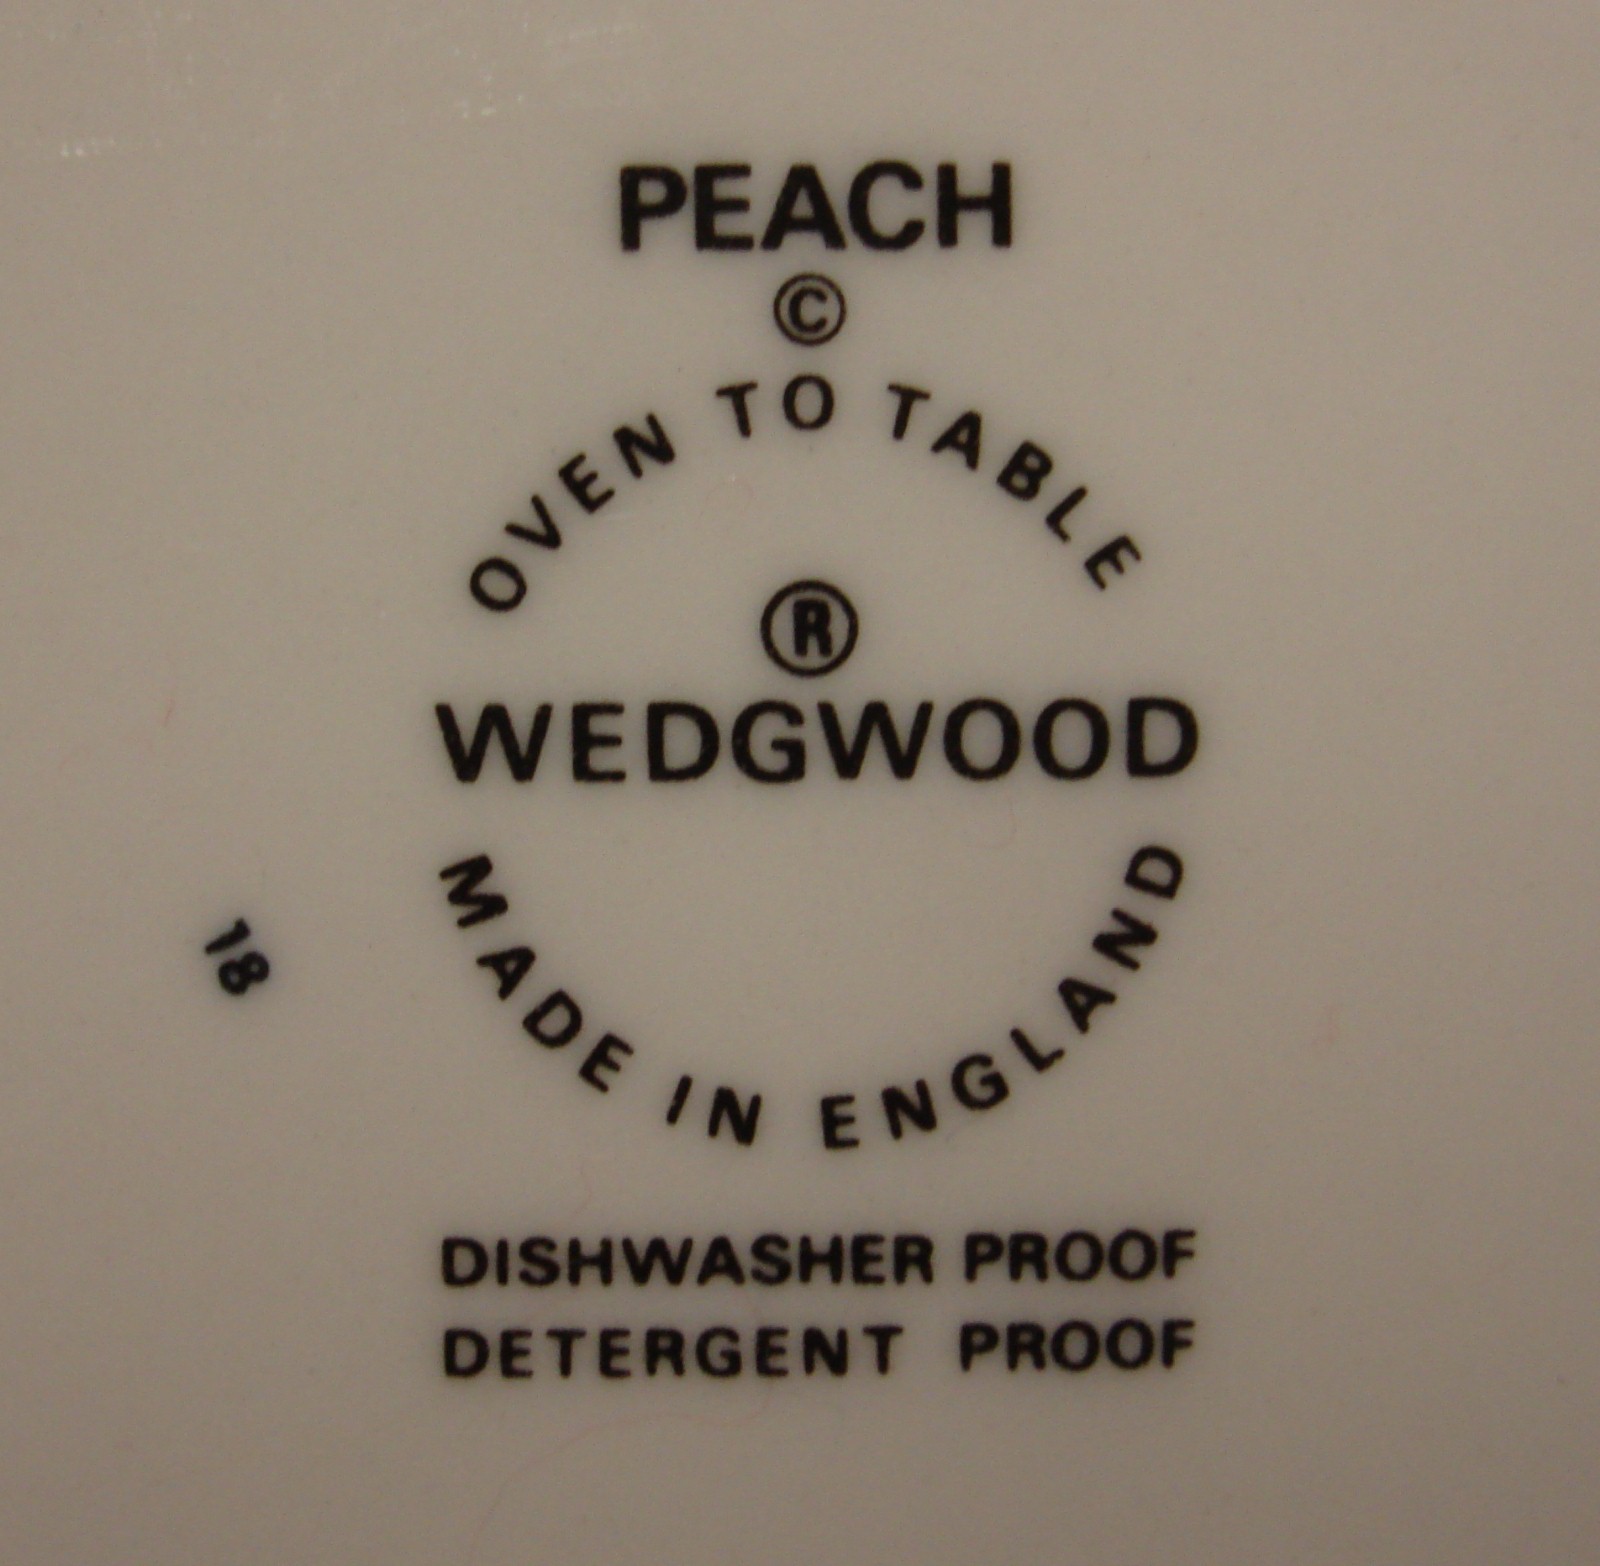 PEACH
©
OVEN TO TABLE
®
WEDGWOOD
MADE IN ENGLAND
18
DISHWASHER PROOF
DETERGENT PROOF